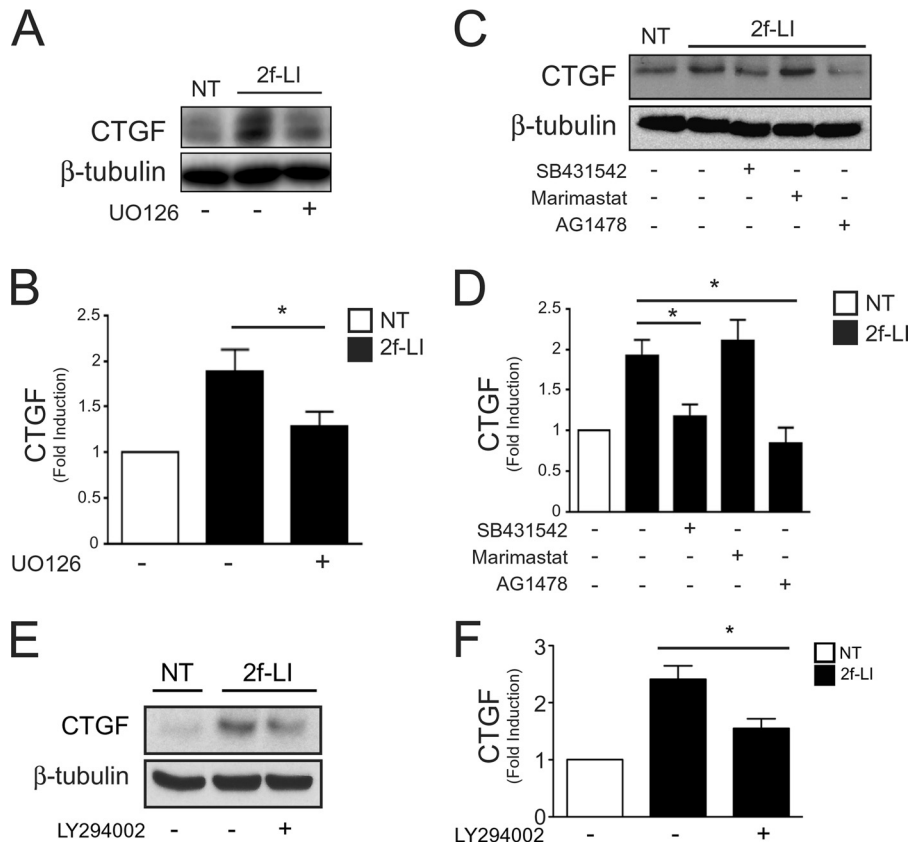 A
2f-LI
NT
CTGF
β-tubulin
UO126 - - +
B
2.5
2
1.5
1
0.5
0
CTGF
(Fold Induction)
*
NT
2f-LI
UO126 - - +
C
2f-LI
NT
CTGF
β-tubulin
SB431542 - - + - -
Marimastat - - - + -
AG1478 - - - - +
D
2.5
2.0
1.5
1
0.5
0
CTGF
(Fold Induction)
*
*
NT
2f-LI
SB431542 - - + - -
Marimastat - - - + -
AG1478 - - - - +
E
NT 2f-LI
CTGF
β-tubulin
LY294002 - - +
F
3
2
1
0
CTGF
(Fold Induction)
*
NT
2f-LI
LY294002 - - +